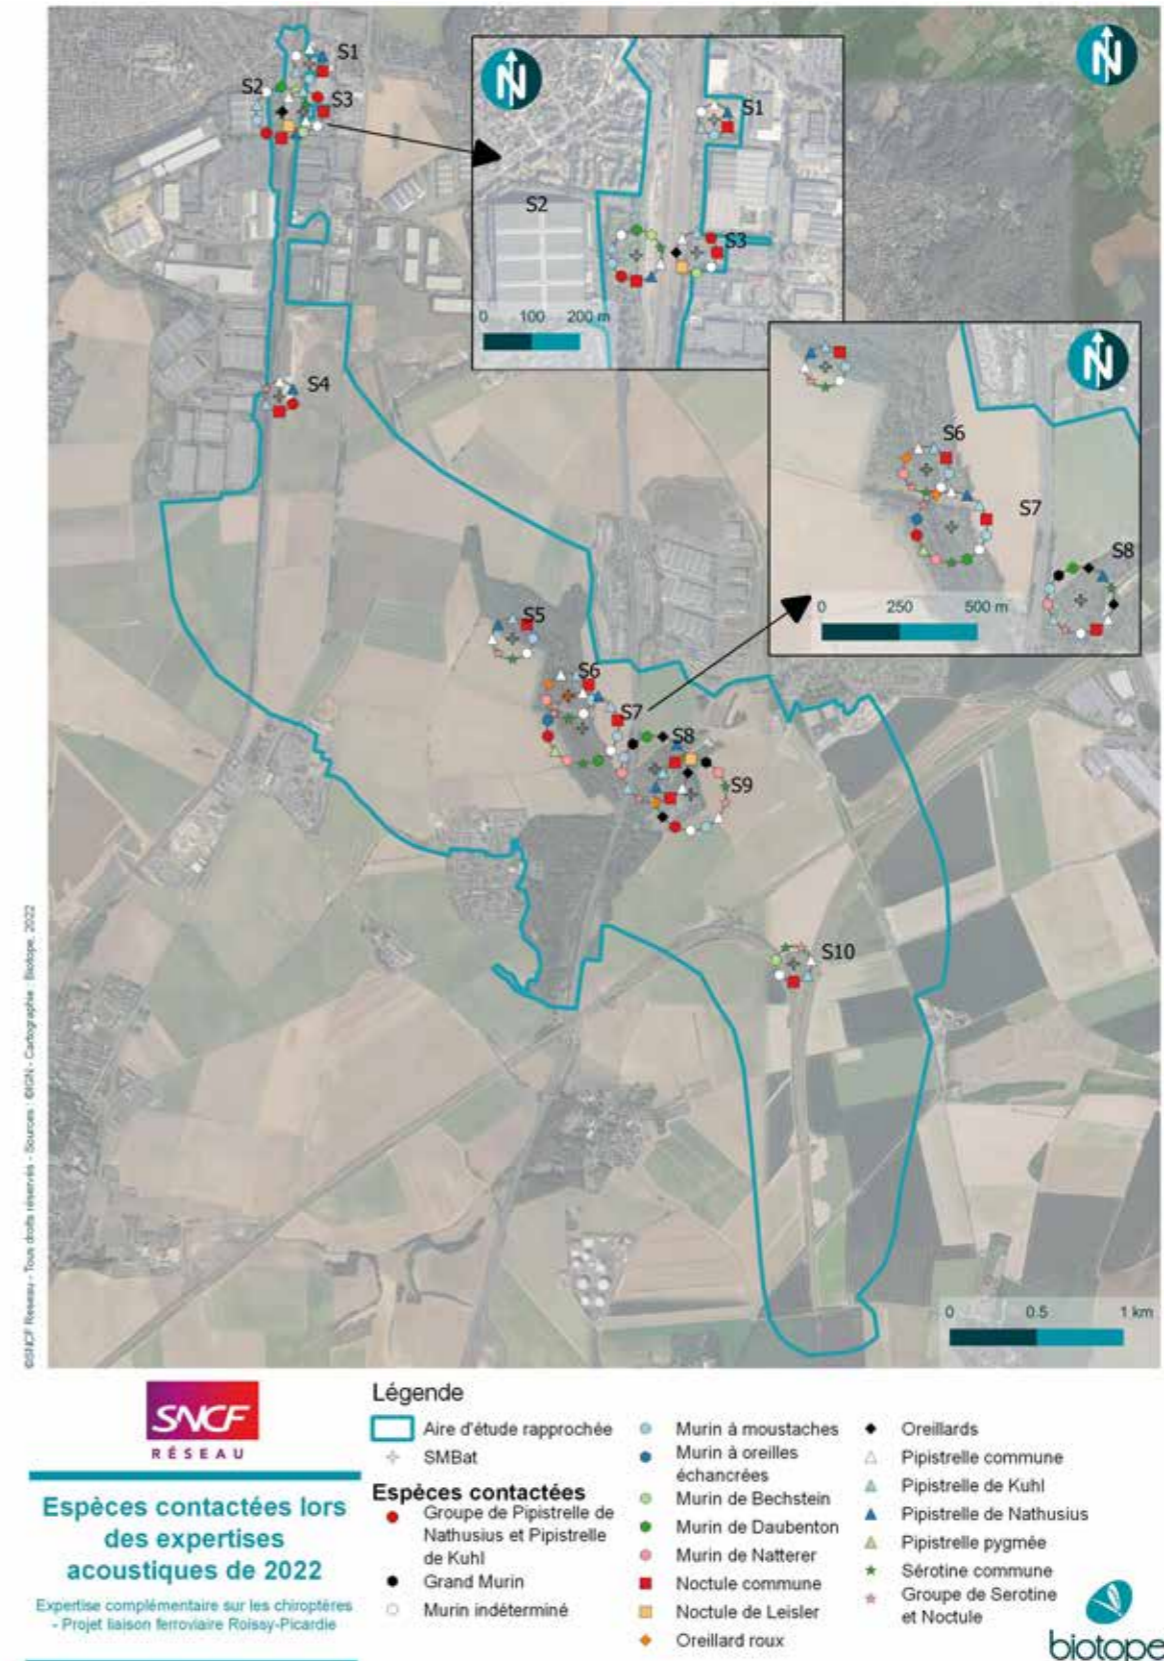 S1
S2
S3
S4
S5
S6
S7
S8
S9
S10
N
N
S1
S2
S3
0 100 200 m
N
S6
S7
S8
0 250 500 m
0 0.5 1 km
©SNCF Reseau - Tous droits réservés - Sources : ©IGN - Cartographie : Biotope, 2022
SNCF
RÉSEAU
Espèces contactées lors
des expertises
acoustiques de 2022
Expertise complémentaire sur les chiroptères
- Projet liaison ferroviaire Roissy-Picardie
Légende
Aire d'étude rapprochée
SMBat
Espèces contactées
Groupe de Pipistrelle de
Nathusius et Pipistrelle
de Kuhl
Grand Murin
Murin indéterminé
Murin à moustaches
Murin à oreilles
échancrées
Murin de Bechstein
Murin de Daubenton
Murin de Natterer
Noctule commune
Noctule de Leisler
Oreillard roux
Oreillards
Pipistrelle commune
Pipistrelle de Kuhl
Pipistrelle de Nathusius
Pipistrelle pygmée
Sérotine commune
Groupe de Serotine
et Noctule
biotope